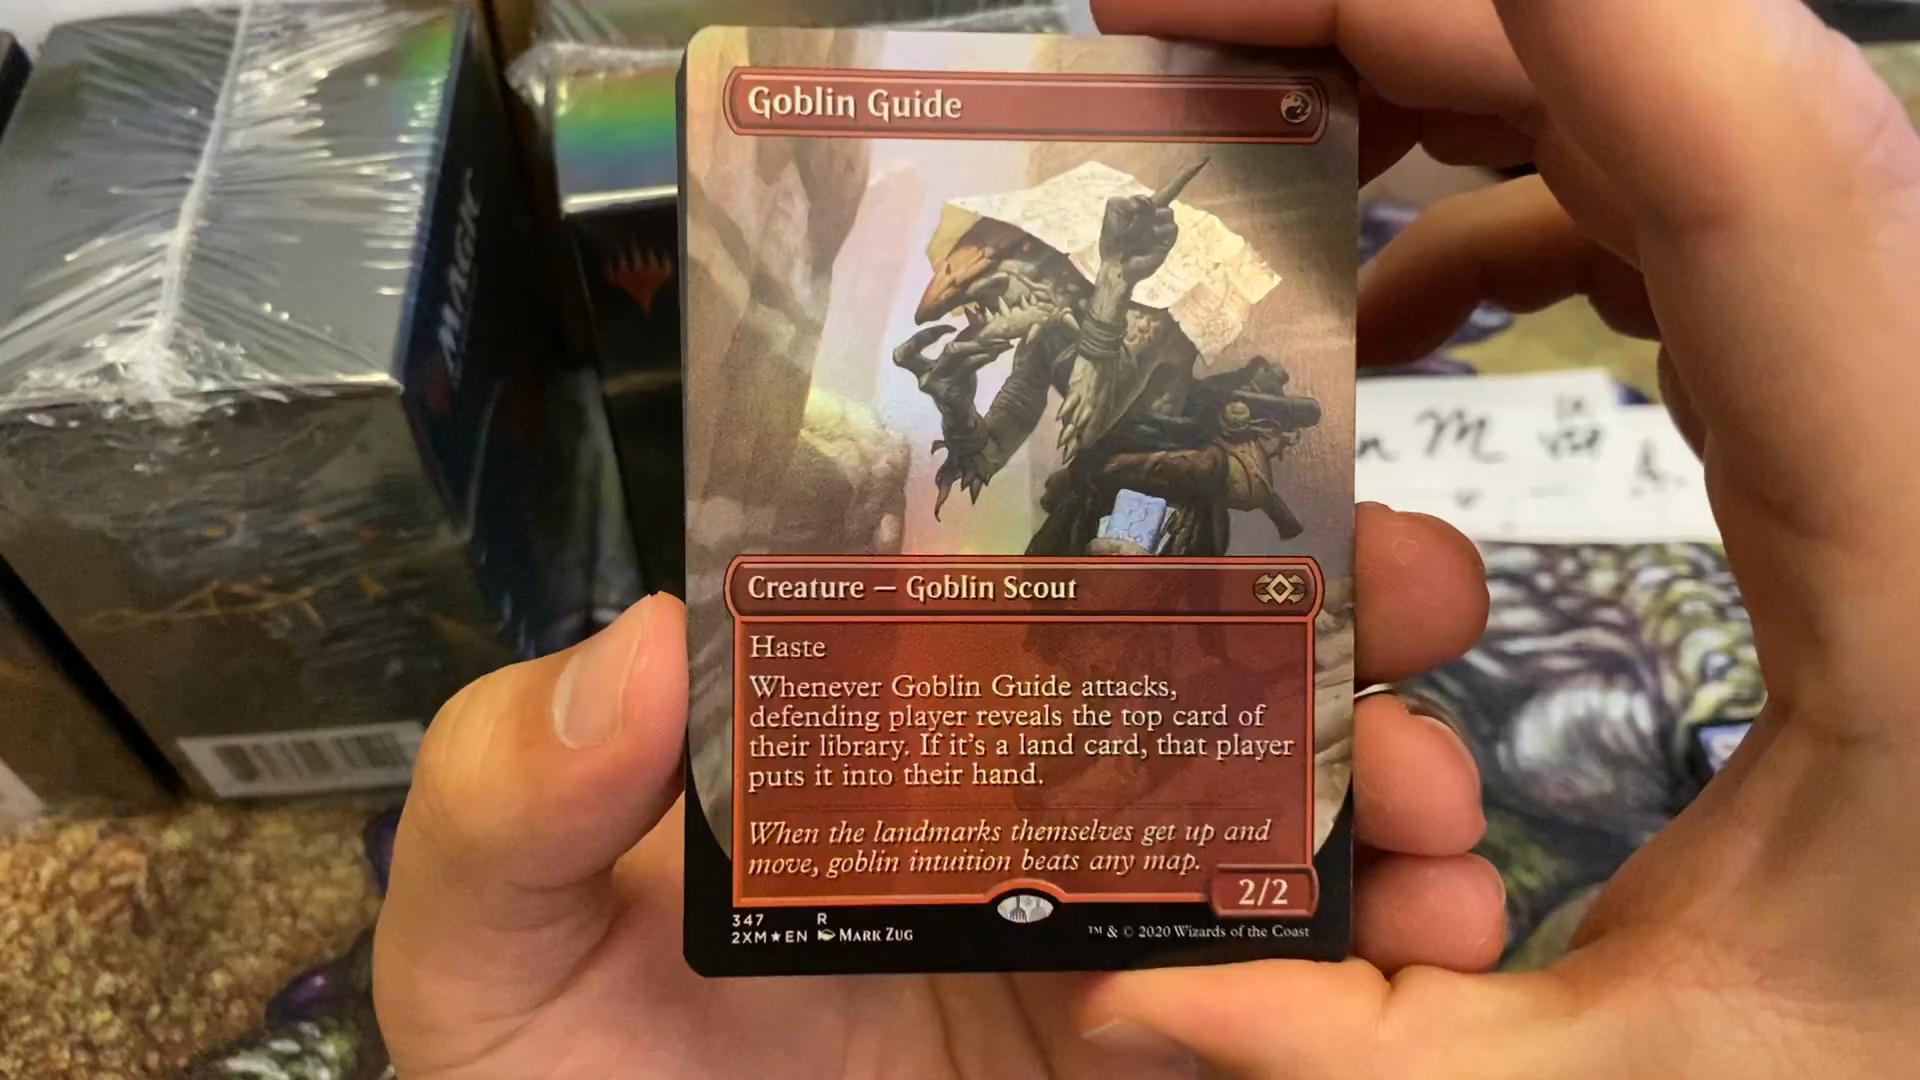 MAGIC
Goblin Guide
Creature — Goblin Scout
Haste
Whenever Goblin Guide attacks,
defending player reveals the top card of
their library. If it's a land card, that player
puts it into their hand.
When the landmarks themselves get up and
move, goblin intuition beats any map.
2/2
347 R
2XM★EN MARK ZUG
™ & © 2020 Wizards of the Coast